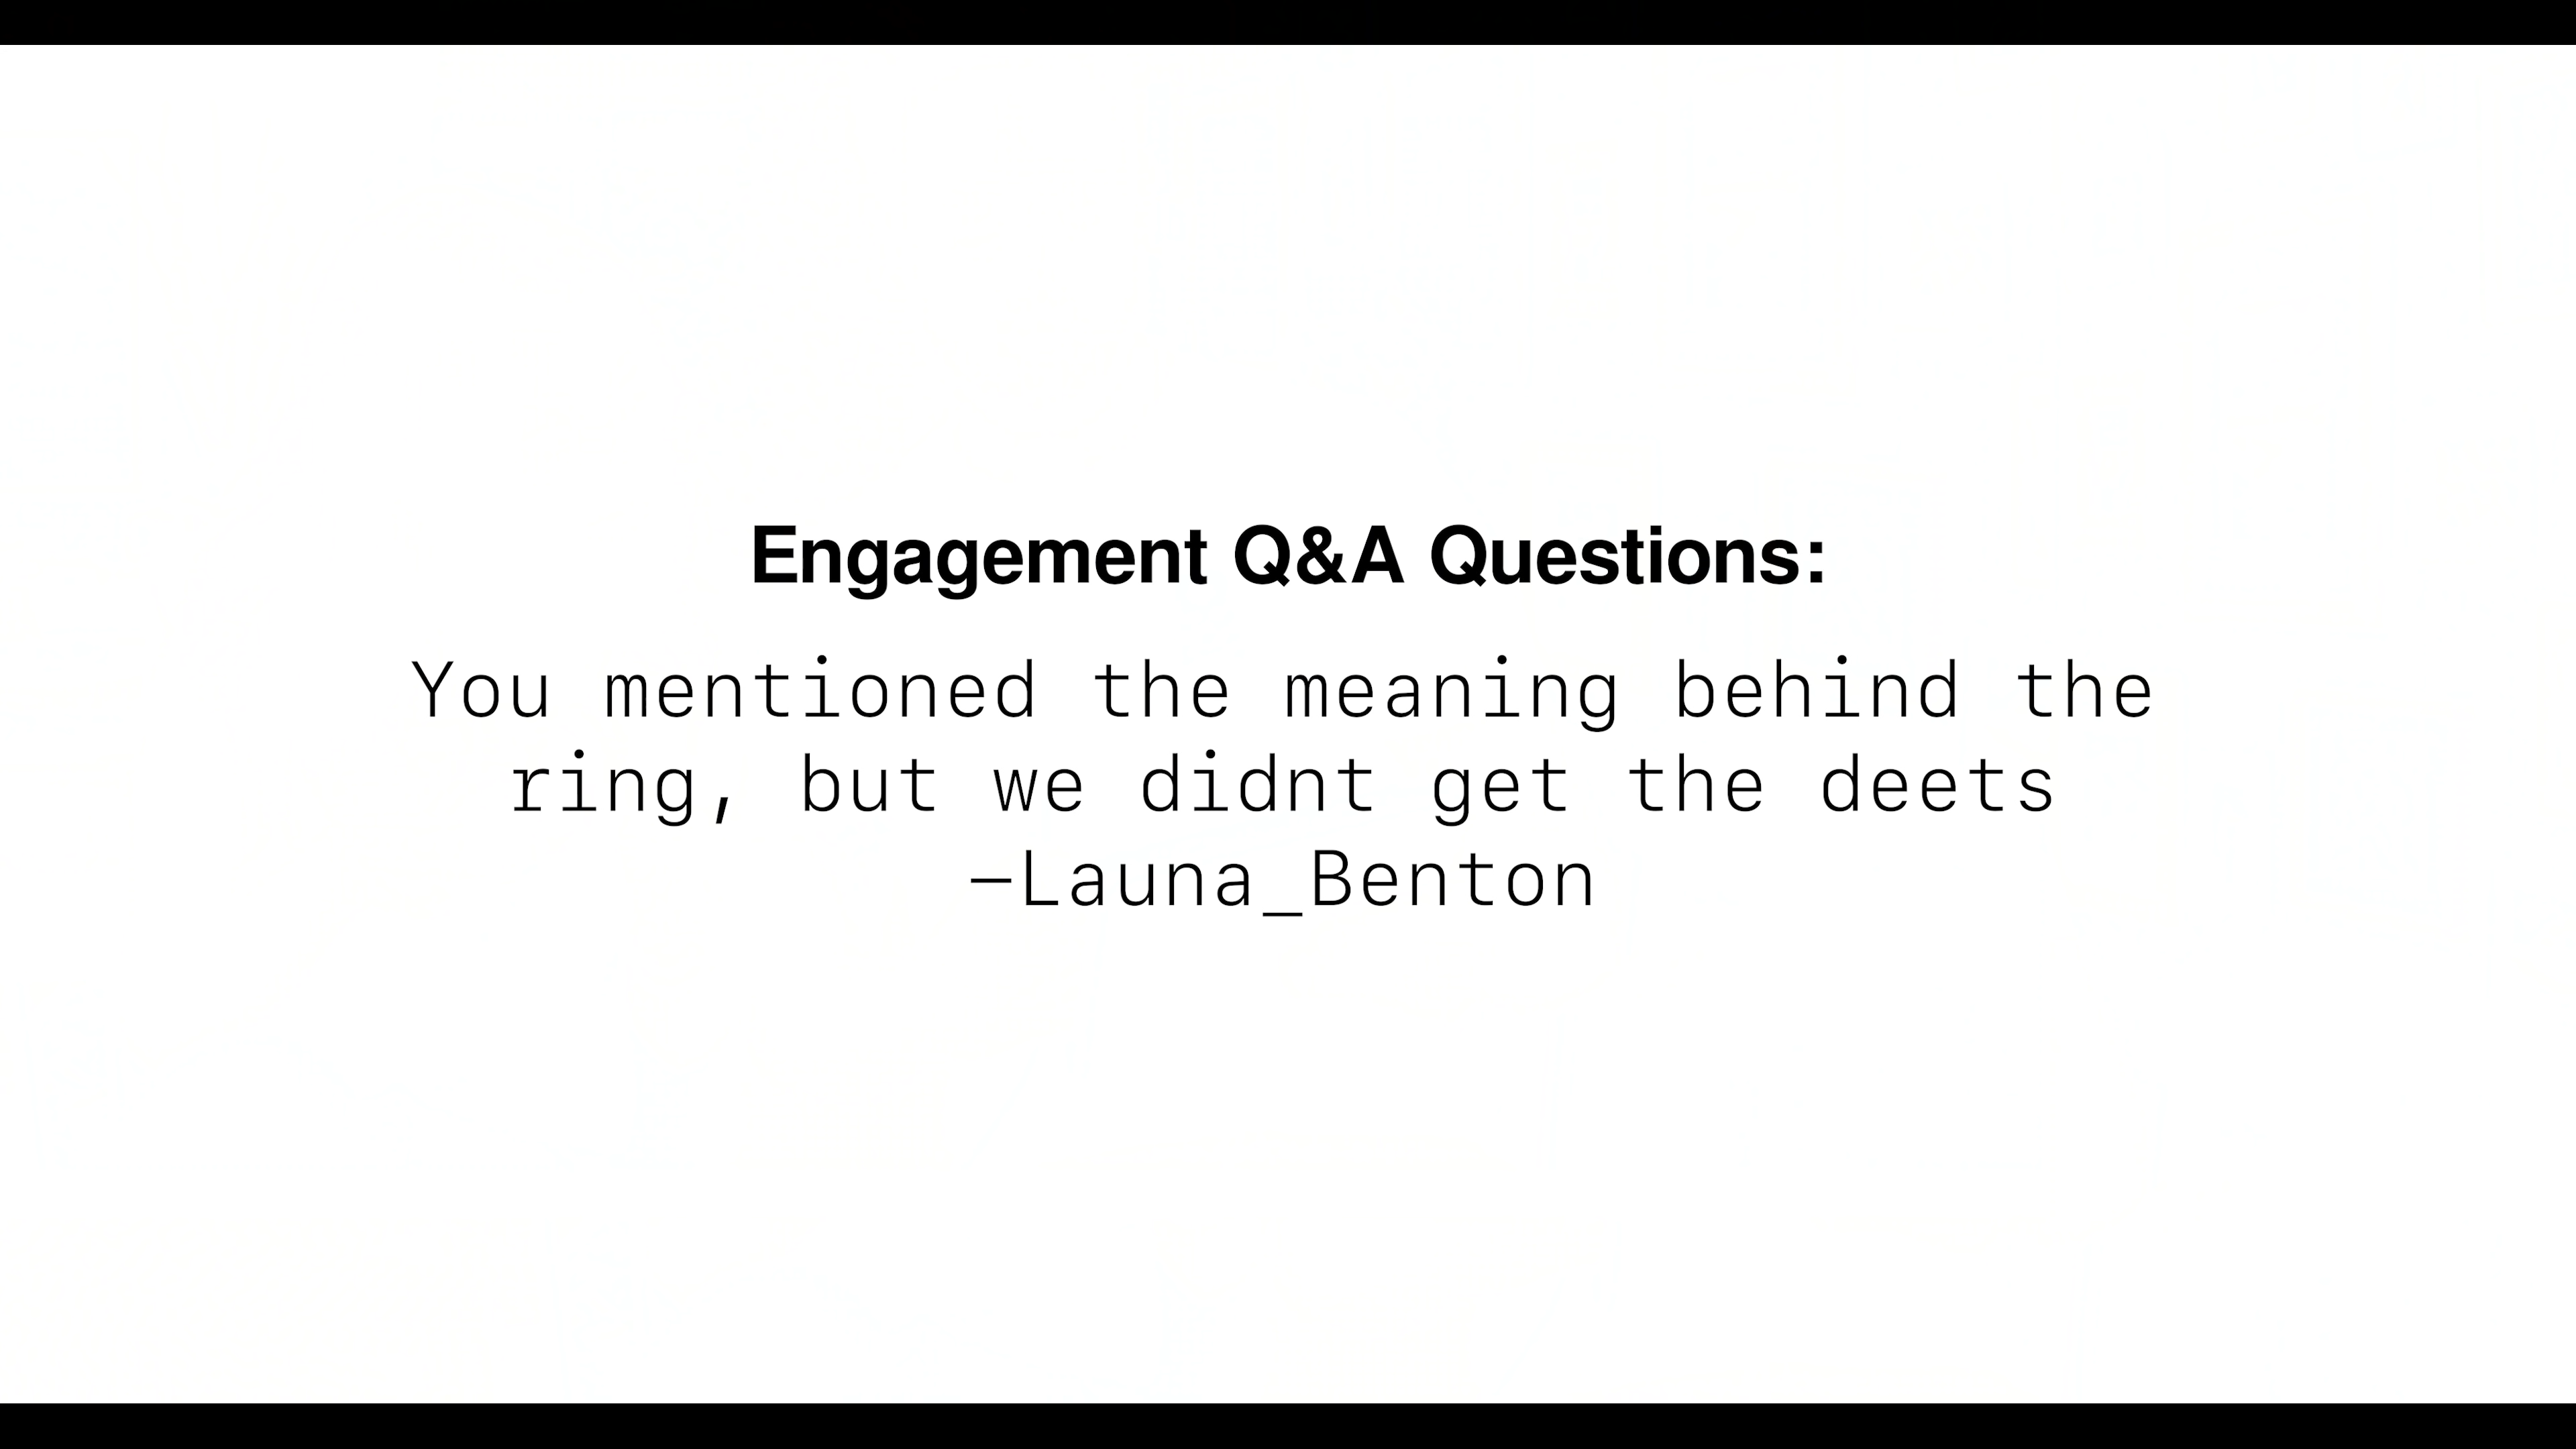 Engagement Q&A Questions:
You mentioned the meaning behind the
ring, but we didnt get the deets
—Launa_Benton